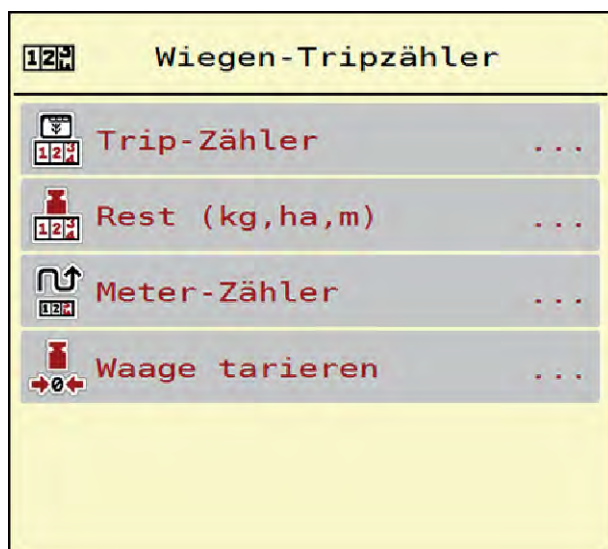 Wiegen-Tripzähler
Trip-Zähler ...
Rest (kg,ha,m) ...
Meter-Zähler ...
Waage tarieren ...